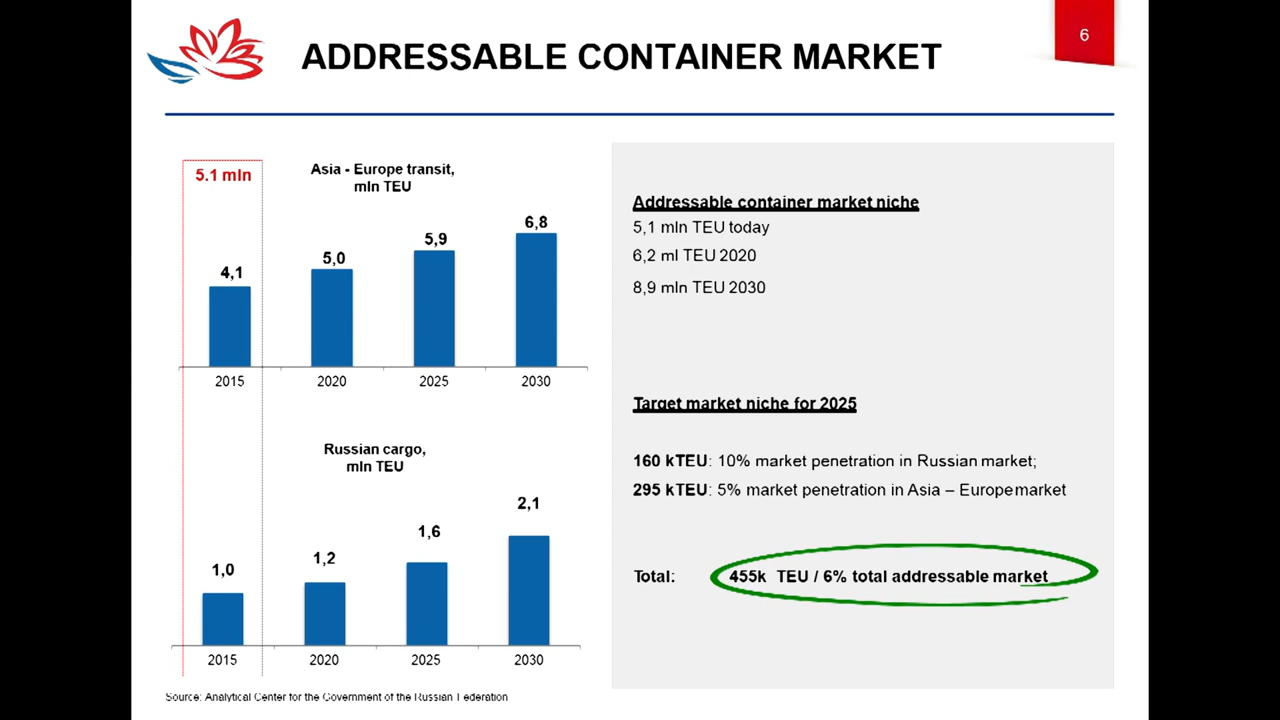 6
ADDRESSABLE CONTAINER MARKET
5.1 mln
Asia - Europe transit,
mln TEU
4,1
5,0
5,9
6,8
2015
2020
2025
2030
Russian cargo,
mln TEU
1,0
1,2
1,6
2,1
2015
2020
2025
2030
Source: Analytical Center for the Government of the Russian Federation
Addressable container market niche
5,1 mln TEU today
6,2 ml TEU 2020
8,9 mln TEU 2030
Target market niche for 2025
160 kTEU: 10% market penetration in Russian market;
295 kTEU: 5% market penetration in Asia – Europe market
Total: 455k TEU / 6% total addressable market